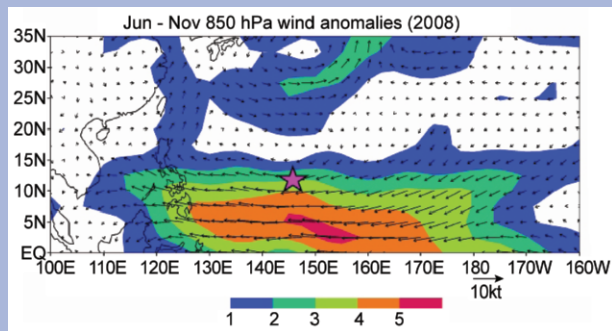 Jun - Nov 850 hPa wind anomalies (2008)
35N
30N
25N
20N
15N
10N
5N
EQ
100E 110E 120E 130E 140E 150E 160E 170E 180 170W 160W
10kt
1 2 3 4 5